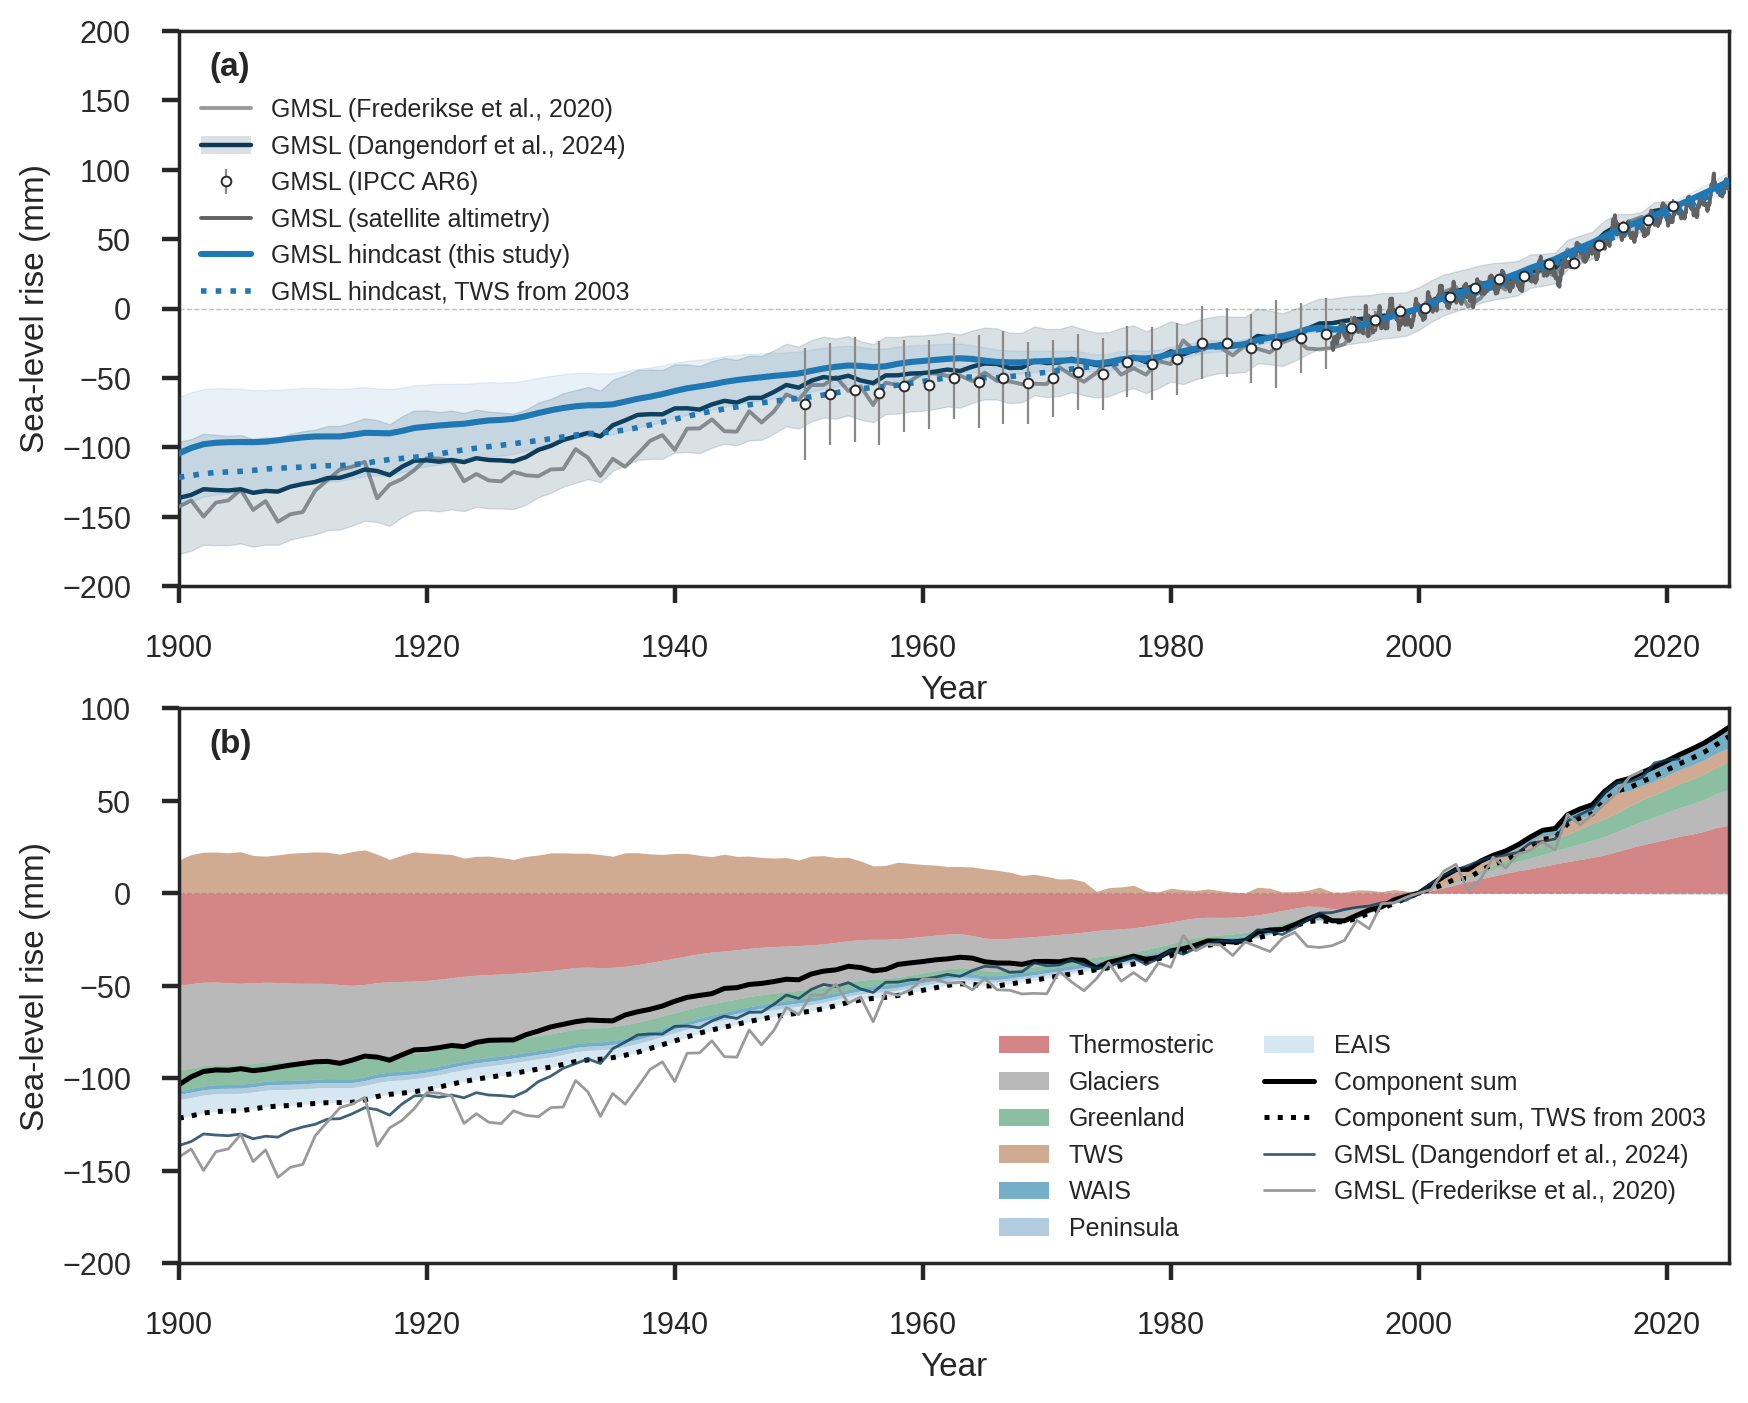 (a)
GMSL (Frederikse et al., 2020)
GMSL (Dangendorf et al., 2024)
GMSL (IPCC AR6)
GMSL (satellite altimetry)
GMSL hindcast (this study)
GMSL hindcast, TWS from 2003
Sea-level rise (mm)
200
150
100
50
0
−50
−100
−150
−200
1900 1920 1940 1960 1980 2000 2020
Year
(b)
Sea-level rise (mm)
100
50
0
−50
−100
−150
−200
Thermosteric
Glaciers
Greenland
TWS
WAIS
Peninsula
EAIS
Component sum
Component sum, TWS from 2003
GMSL (Dangendorf et al., 2024)
GMSL (Frederikse et al., 2020)
1900 1920 1940 1960 1980 2000 2020
Year